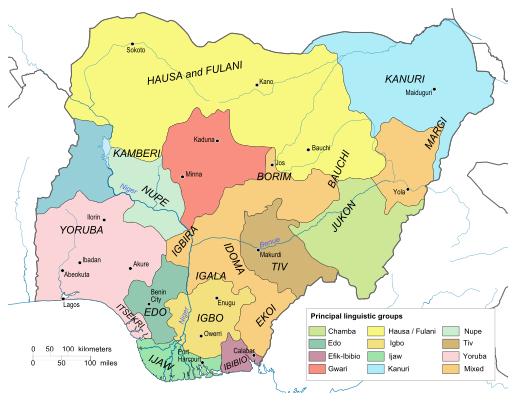 Sokoto
HAUSA and FULANI
Kano
KANURI
Maiduguri
MARGI
Kaduna
KAMBERI
Bauchi
BAUCHI
Jos
BORIM
Minna
Niger
NUPE
Yola
JUKON
Ilorin
YORUBA
IGBIRA
IDOMA
Benue
Makurdi
TIV
Ibadan
Akure
Abeokuta
IGALA
Benin
City
EDO
Lagos
Enugu
Niger
IGBO
EKOI
ITSEKRI
Owerri
IJAW
Port
Harcourt
IBIBIO
Calabar
0 50 100 kilometers
0 50 100 miles
Principal linguistic groups
Chamba Hausa / Fulani Nupe
Edo Igbo Tiv
Efik-Ibibio Ijaw Yoruba
Gwari Kanuri Mixed